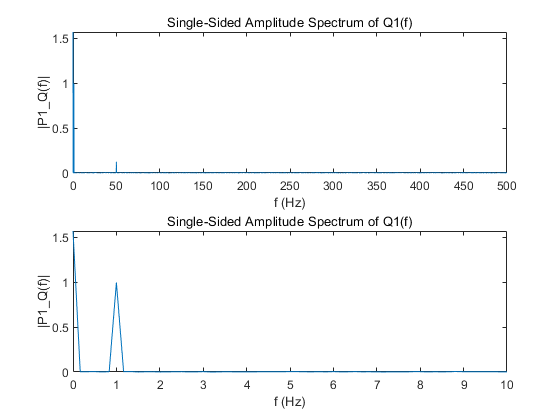 Single-Sided Amplitude Spectrum of Q1(f)
|P1_Q(f)|
1.5
1
0.5
0
0 50 100 150 200 250 300 350 400 450 500
f (Hz)
Single-Sided Amplitude Spectrum of Q1(f)
|P1_Q(f)|
1.5
1
0.5
0
0 1 2 3 4 5 6 7 8 9 10
f (Hz)